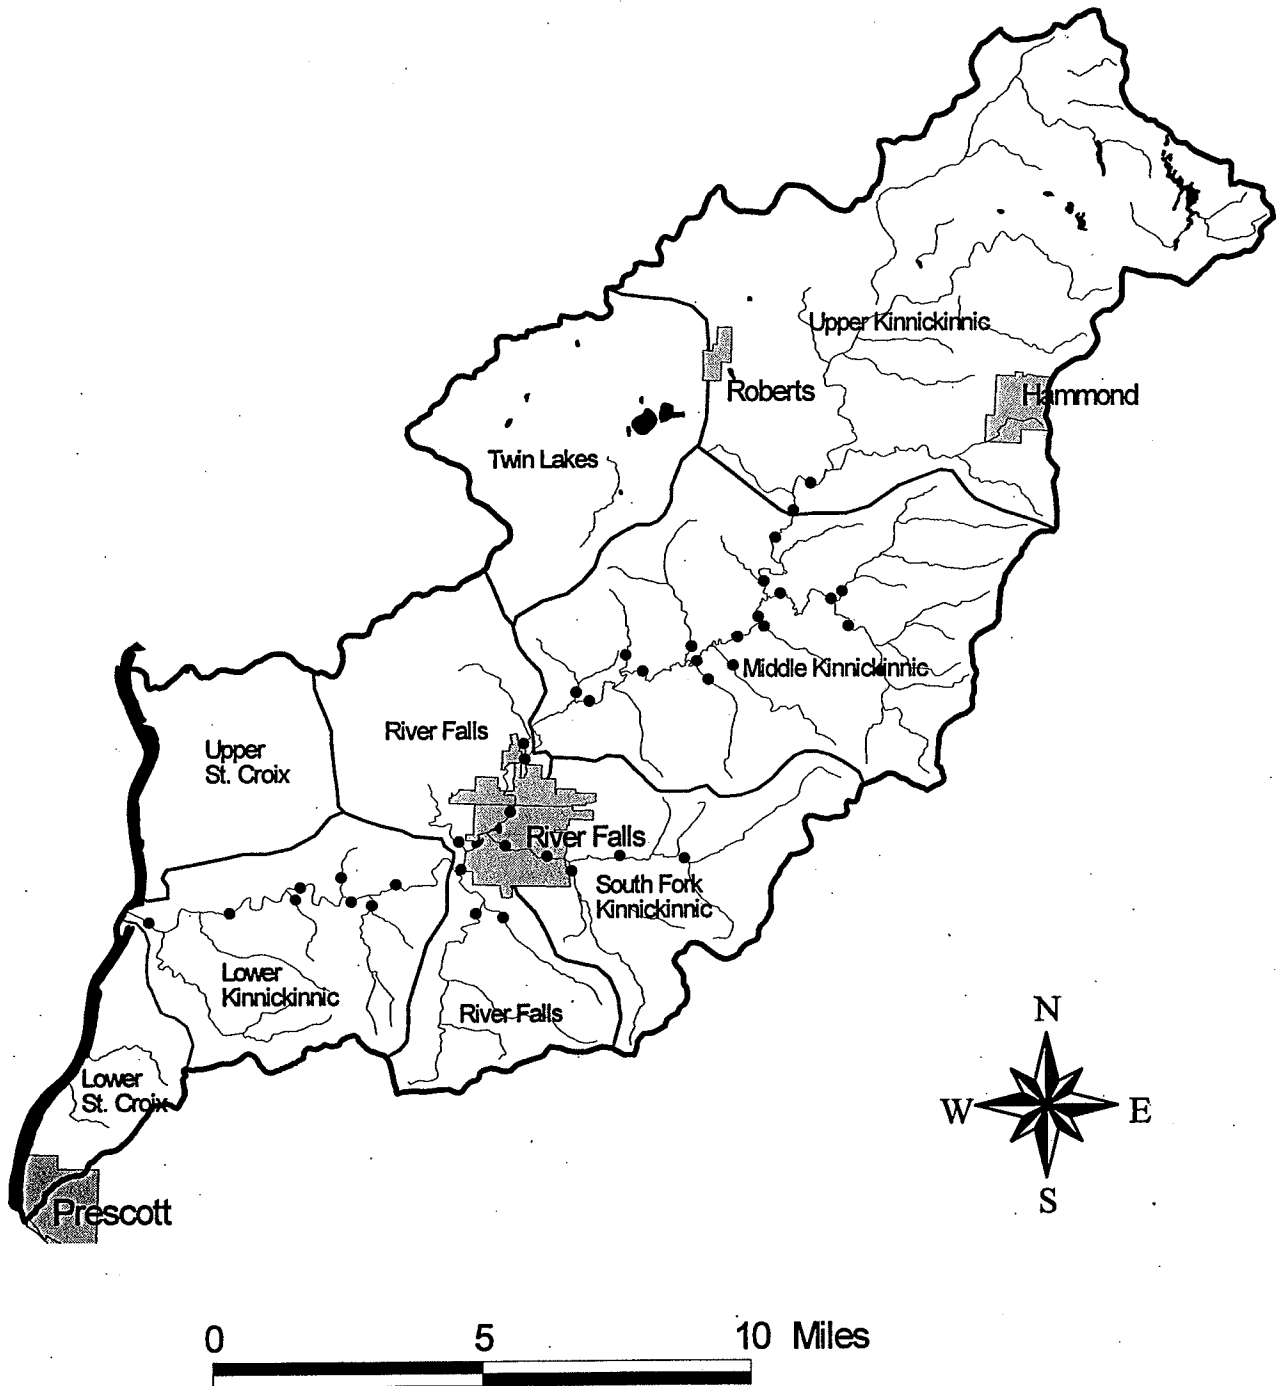 Upper Kinnickinnic
Roberts
Hammond
Twin Lakes
Middle Kinnickinnic
River Falls
Upper
St. Croix
River Falls
South Fork
Kinnickinnic
Lower
Kinnickinnic
River Falls
Lower
St. Croix
Prescott
N
W
E
S
0
5
10 Miles